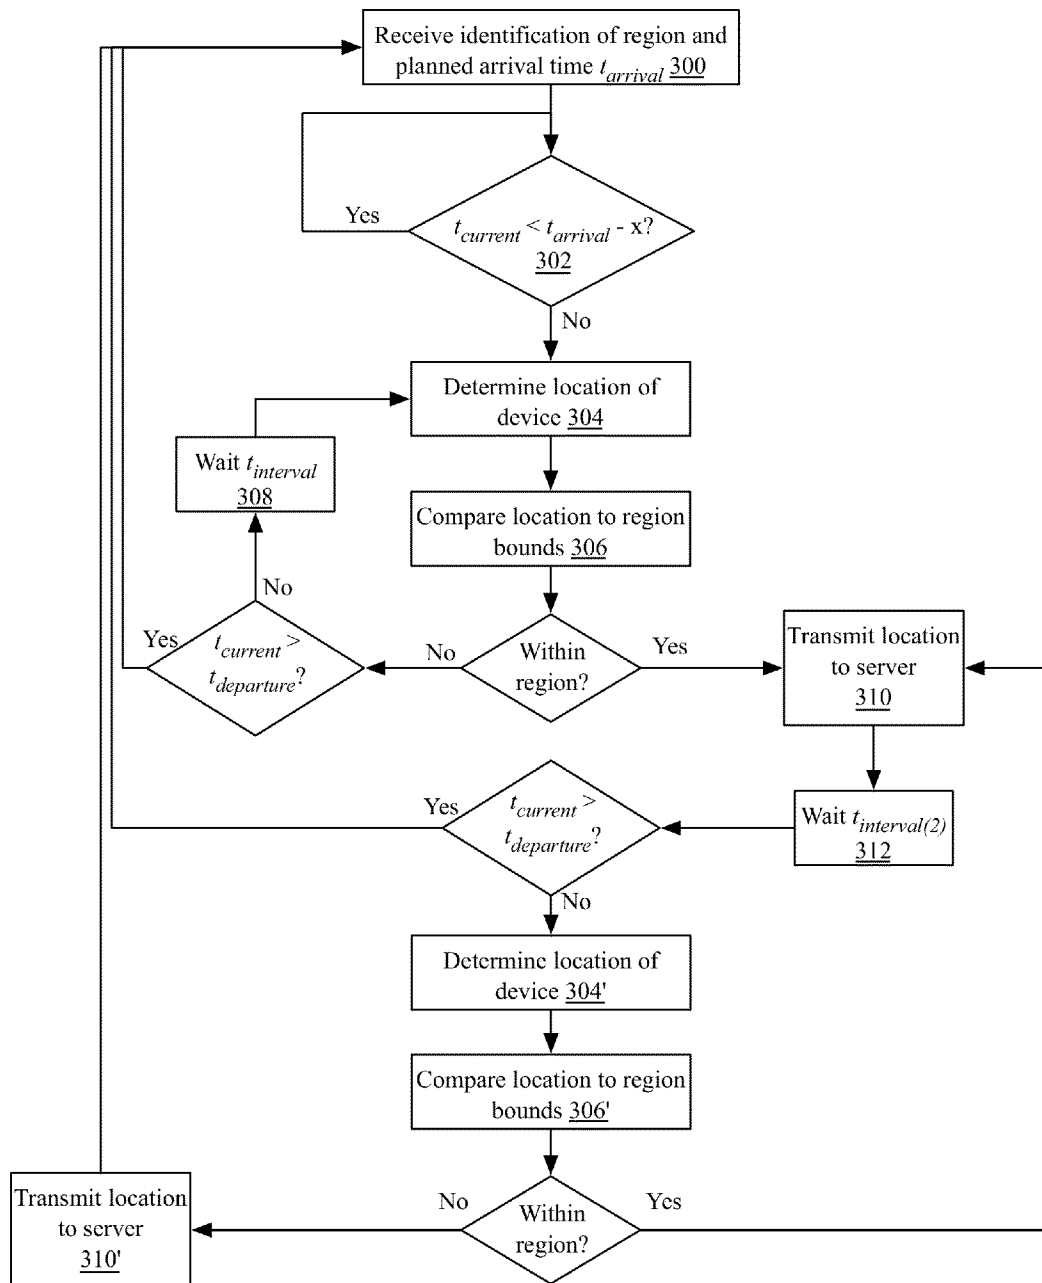 Receive identification of region and
planned arrival time t_arrival 300
Yes
t_current < t_arrival - x?
302
No
Determine location of
device 304
Wait t_interval
308
Compare location to region
bounds 306
No
Yes
t_current >
t_departure?
No
Within
region?
Yes
Transmit location
to server
310
Yes
t_current >
t_departure?
Wait t_interval(2)
312
No
Determine location of
device 304'
Compare location to region
bounds 306'
Transmit location
to server
310'
No
Within
region?
Yes